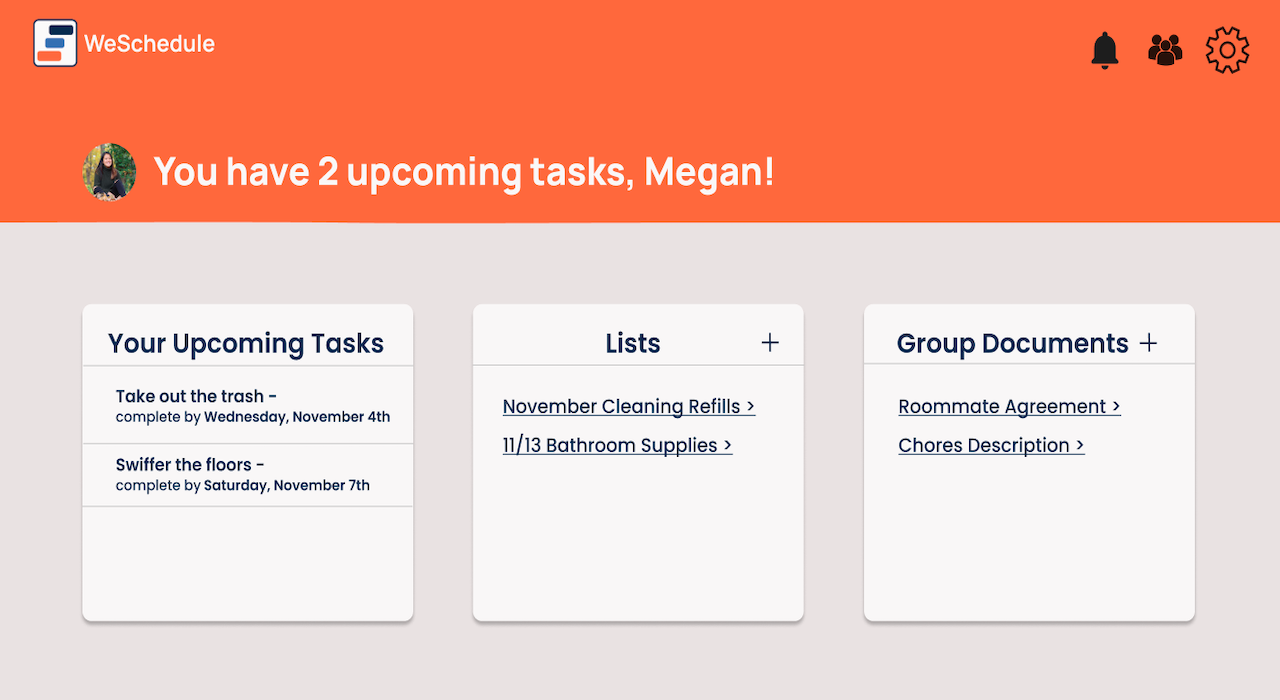 WeSchedule
You have 2 upcoming tasks, Megan!
Your Upcoming Tasks
Take out the trash -
complete by Wednesday, November 4th
Swiffer the floors -
complete by Saturday, November 7th
Lists +
November Cleaning Refills >
11/13 Bathroom Supplies >
Group Documents +
Roommate Agreement >
Chores Description >